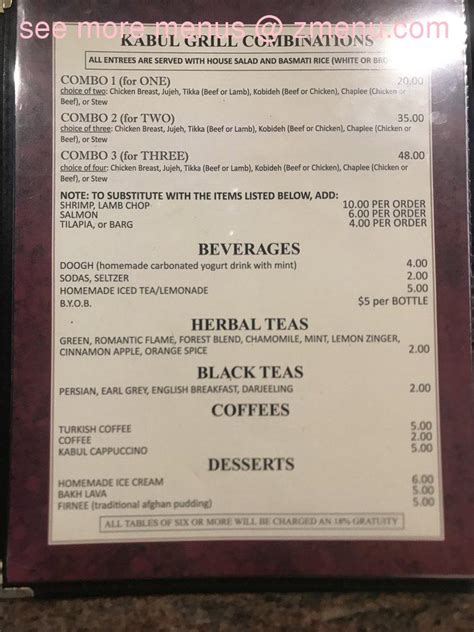 see more menus @ zmenu.com
KABUL GRILL COMBINATIONS
ALL ENTREES ARE SERVED WITH HOUSE SALAD AND BASMATI RICE (WHITE OR
COMBO 1 (for ONE) 20.00
choice of two: Chicken Breast, Jujeh, Tikka (Beef or Lamb), Kobideh (Beef or Chicken), Chaplee (Chicken or
Beef), or Stew
COMBO 2 (for TWO) 35.00
choice of three: Chicken Breast, Jujeh, Tikka (Beef or Lamb), Kobideh (Beef or Chicken), Chaplee (Chicken or
Beef), or Stew
COMBO 3 (for THREE) 48.00
choice of four: Chicken Breast, Jujeh, Tikka (Beef or Lamb), Kobideh (Beef or Chicken), Chaplee (Chicken or
Beef), or Stew
NOTE: TO SUBSTITUTE WITH THE ITEMS LISTED BELOW, ADD:
SHRIMP, LAMB CHOP 10.00 PER ORDER
SALMON 6.00 PER ORDER
TILAPIA, or BARG 4.00 PER ORDER
BEVERAGES
DOOGH (homemade carbonated yogurt drink with mint) 4.00
SODAS, SELTZER 2.00
HOMEMADE ICED TEA/LEMONADE 5.00
B.Y.O.B. $5 per BOTTLE
HERBAL TEAS
GREEN, ROMANTIC FLAME, FOREST BLEND, CHAMOMILE, MINT, LEMON ZINGER,
CINNAMON APPLE, ORANGE SPICE 2.00
BLACK TEAS
PERSIAN, EARL GREY, ENGLISH BREAKFAST, DARJEELING 2.00
COFFEES
TURKISH COFFEE 5.00
COFFEE 2.00
KABUL CAPPUCCINO 5.00
DESSERTS
HOMEMADE ICE CREAM 6.00
BAKH LAVA 5.00
FIRNEE (traditional afghan pudding) 5.00
ALL TABLES OF SIX OR MORE WILL BE CHARGED AN 18% GRATUITY